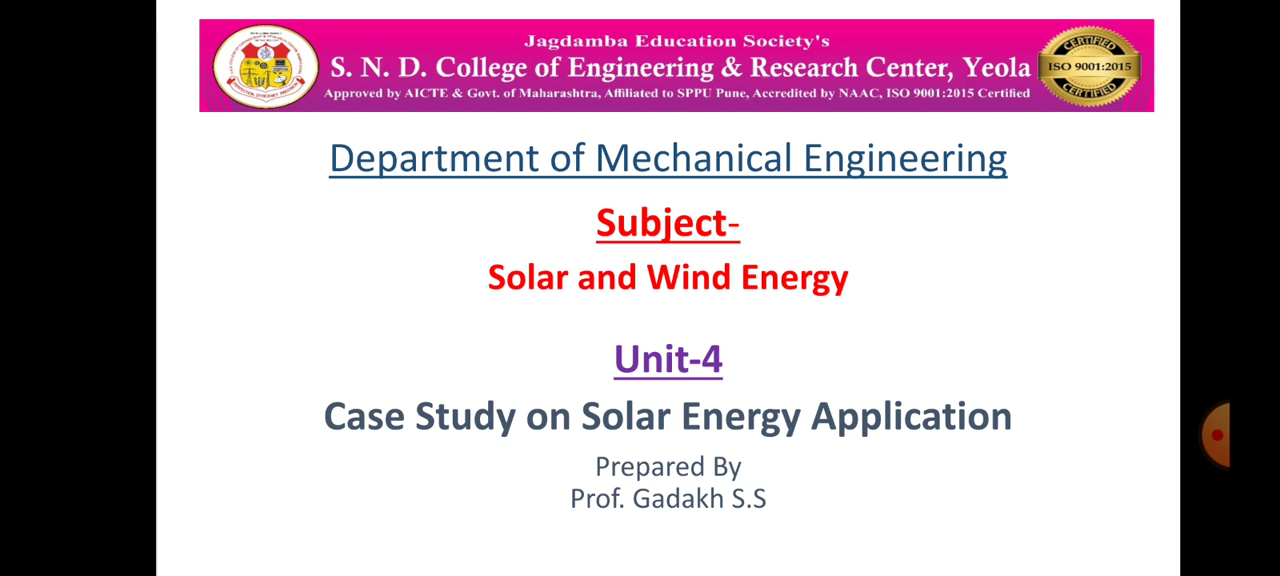 Jagdamba Education Society's
S. N. D. College of Engineering & Research Center, Yeola
Approved by AICTE & Govt. of Maharashtra, Affiliated to SPPU Pune, Accredited by NAAC, ISO 9001:2015 Certified
CERTIFIED
ISO 9001:2015
CERTIFIED
Department of Mechanical Engineering
Subject-
Solar and Wind Energy
Unit-4
Case Study on Solar Energy Application
Prepared By
Prof. Gadakh S.S